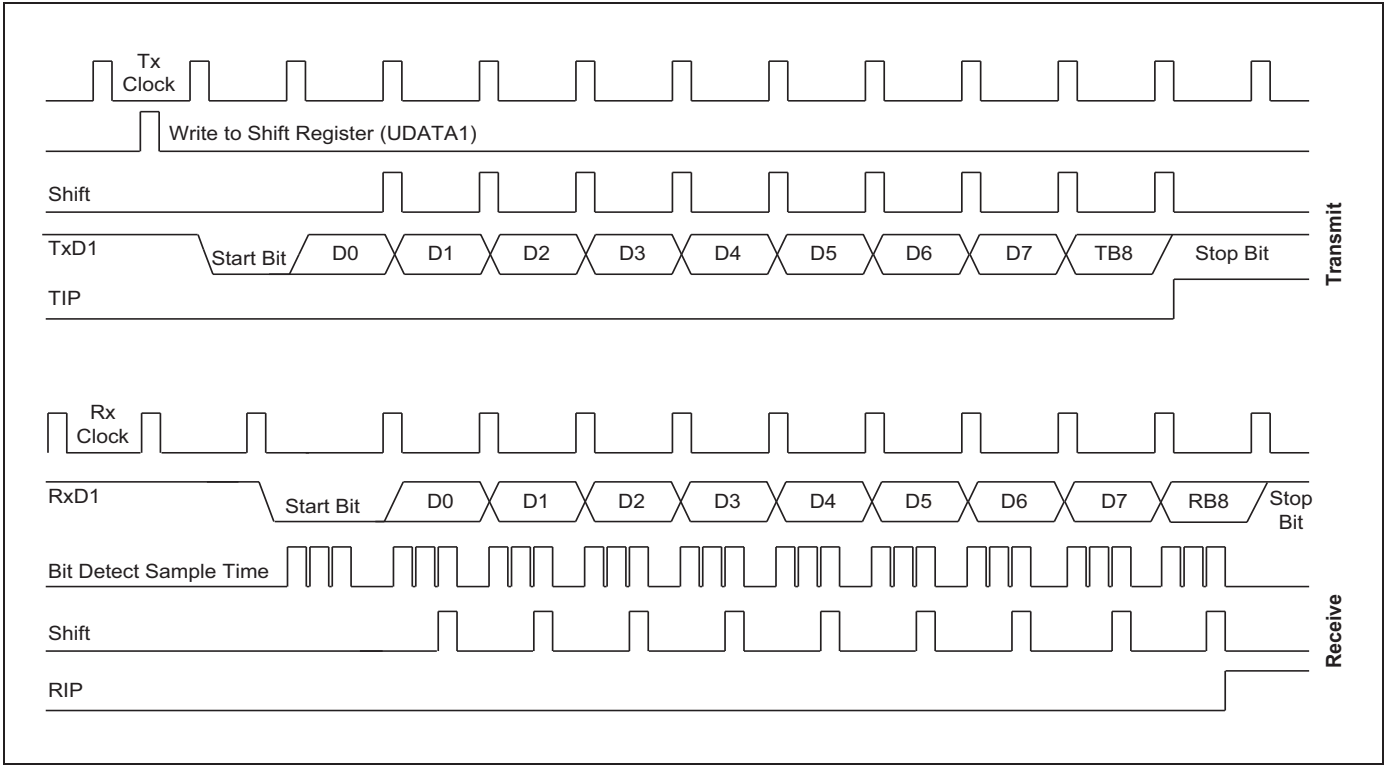 Tx
Clock
Write to Shift Register (UDATA1)
Shift
TxD1
Start Bit
D0
D1
D2
D3
D4
D5
D6
D7
TB8
Stop Bit
TIP
Transmit
Rx
Clock
RxD1
Start Bit
D0
D1
D2
D3
D4
D5
D6
D7
RB8
Stop
Bit
Bit Detect Sample Time
Shift
RIP
Receive